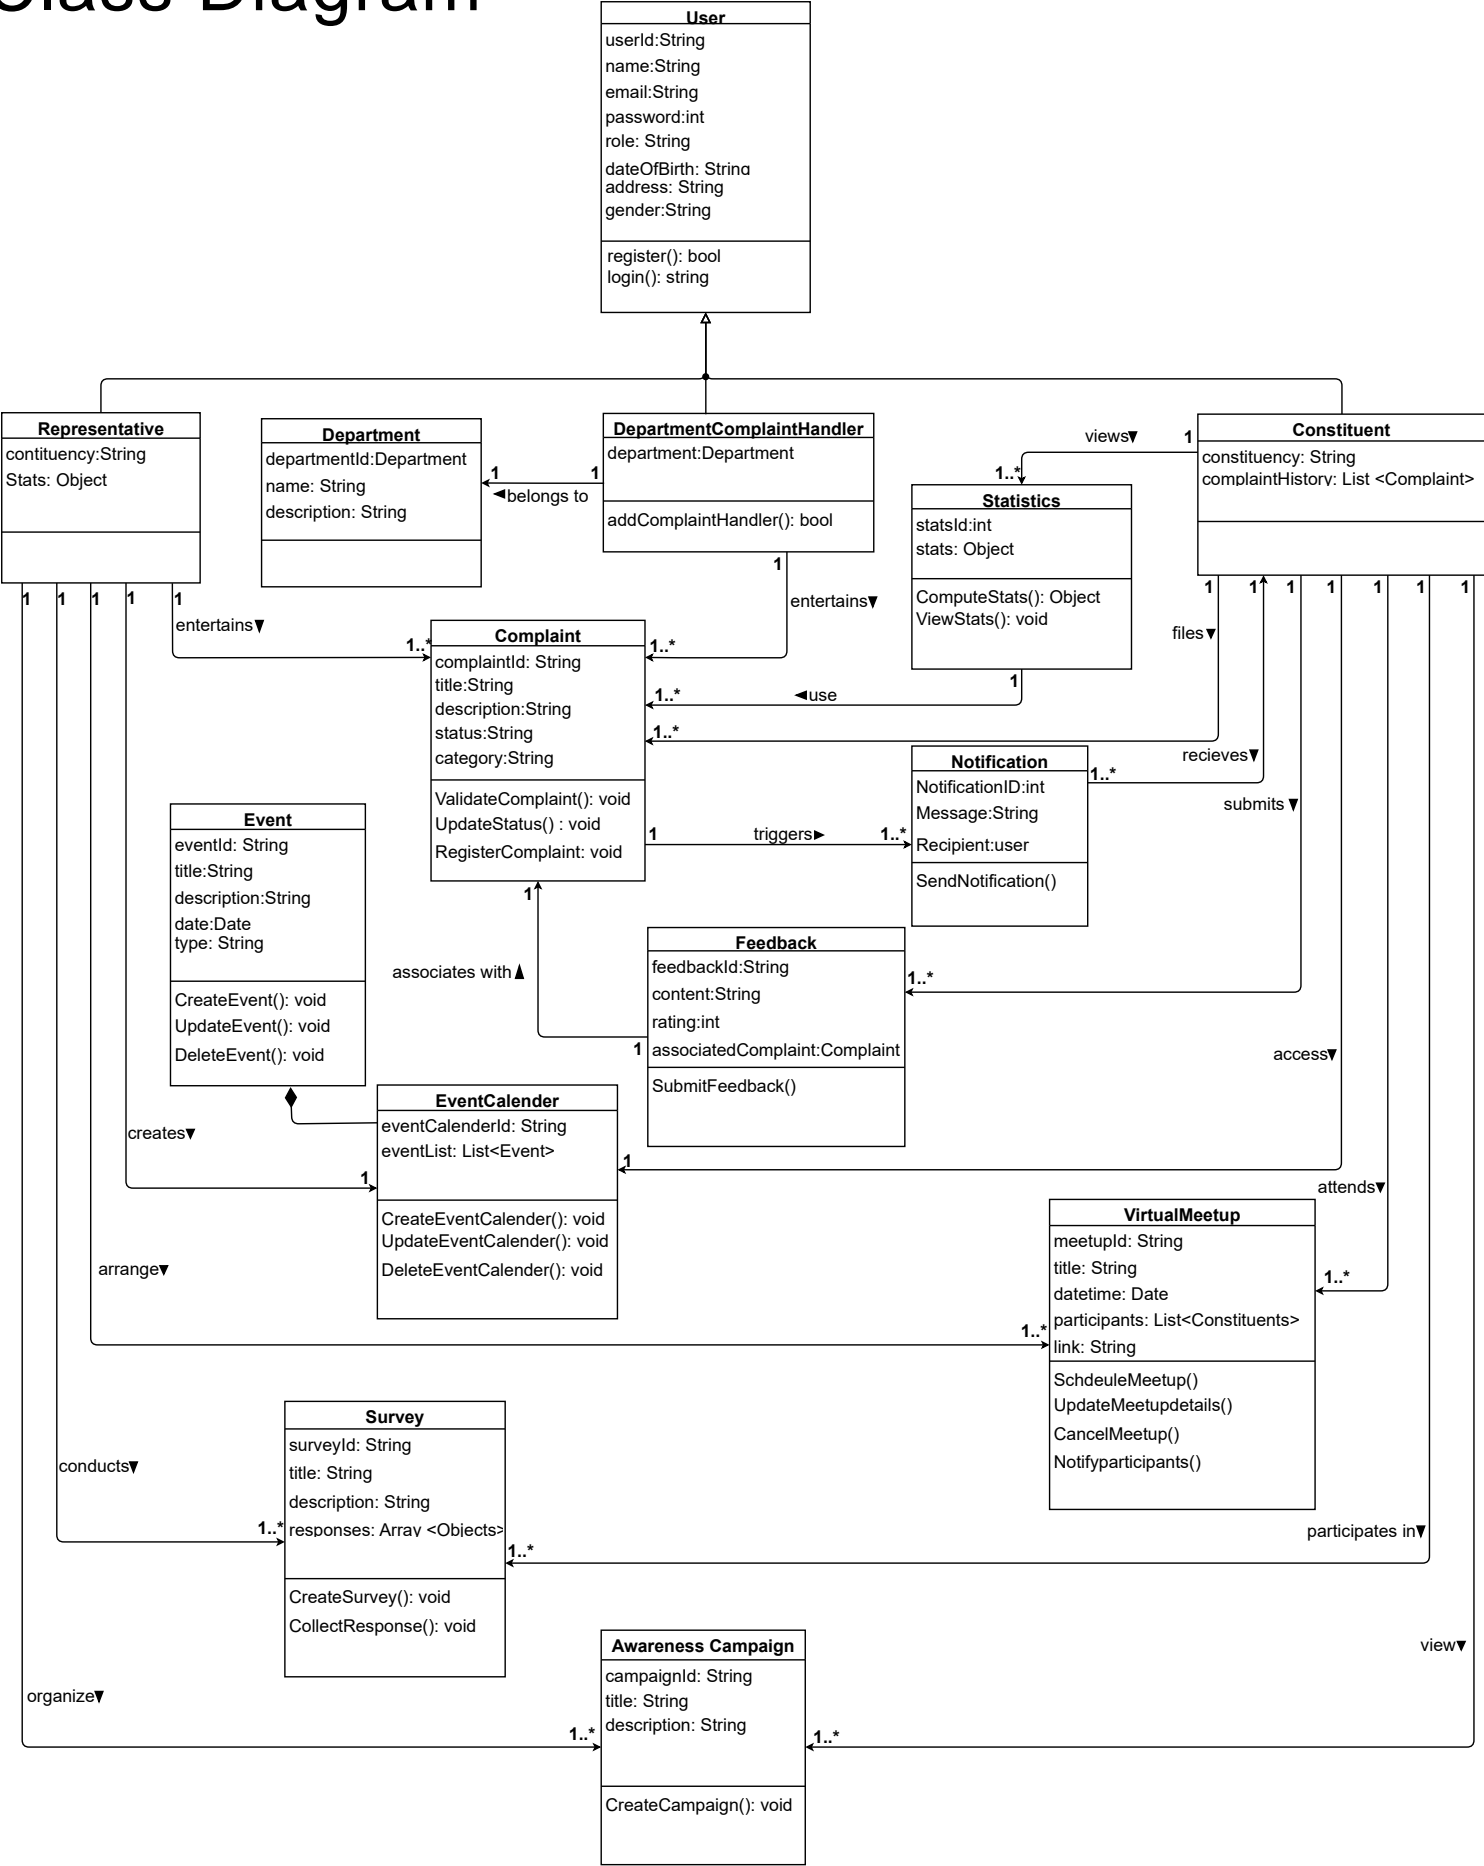 Class Diagram
User
userId:String
name:String
email:String
password:int
role: String
dateOfBirth: String
address: String
gender:String
register(): bool
login(): string
Representative
contituency:String
Stats: Object
Department
departmentId:Department
name: String
description: String
1
1
◄belongs to
DepartmentComplaintHandler
department:Department
addComplaintHandler(): bool
views▼
1
1..*
Constituent
constituency: String
complaintHistory: List <Complaint>
Statistics
statsId:int
stats: Object
ComputeStats(): Object
ViewStats(): void
1
1
1
1
1
entertains▼
1..*
1
entertains▼
1..*
1
1
1
1
1
1
1
files▼
Complaint
complaintId: String
title:String
description:String
status:String
category:String
ValidateComplaint(): void
UpdateStatus() : void
RegisterComplaint: void
1
◄use
1..*
1..*
recieves▼
1..*
submits ▼
Notification
NotificationID:int
Message:String
Recipient:user
SendNotification()
1
triggers►
1..*
Event
eventId: String
title:String
description:String
date:Date
type: String
CreateEvent(): void
UpdateEvent(): void
DeleteEvent(): void
1
associates with▲
1
Feedback
feedbackId:String
content:String
rating:int
associatedComplaint:Complaint
SubmitFeedback()
1..*
access▼
creates▼
1
EventCalender
eventCalenderId: String
eventList: List<Event>
CreateEventCalender(): void
UpdateEventCalender(): void
DeleteEventCalender(): void
1
attends▼
1..*
arrange▼
1..*
VirtualMeetup
meetupId: String
title: String
datetime: Date
participants: List<Constituents>
link: String
SchdeuleMeetup()
UpdateMeetupdetails()
CancelMeetup()
Notifyparticipants()
conducts▼
1..*
Survey
surveyId: String
title: String
description: String
responses: Array <Objects>
CreateSurvey(): void
CollectResponse(): void
1..*
participates in▼
organize▼
1..*
Awareness Campaign
campaignId: String
title: String
description: String
CreateCampaign(): void
1..*
view▼